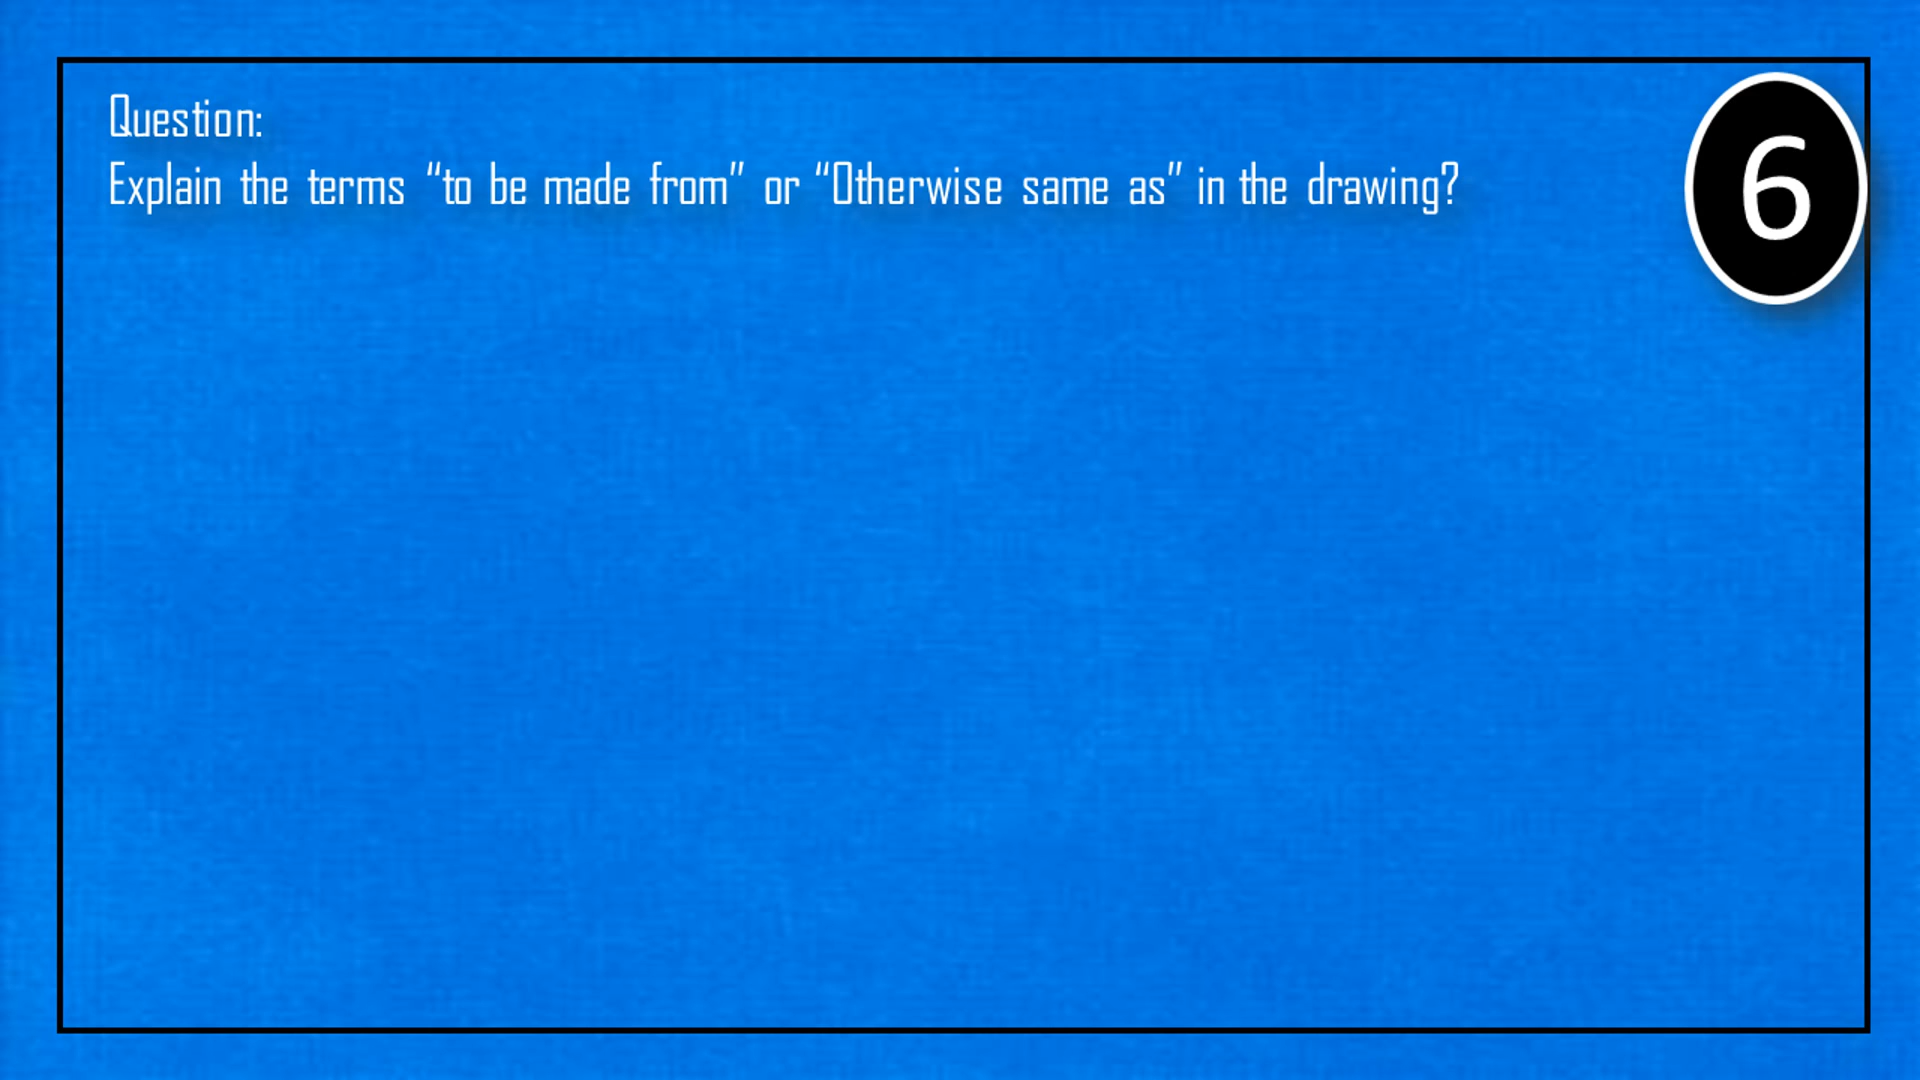 Question:
Explain the terms “to be made from” or “Otherwise same as” in the drawing?
6